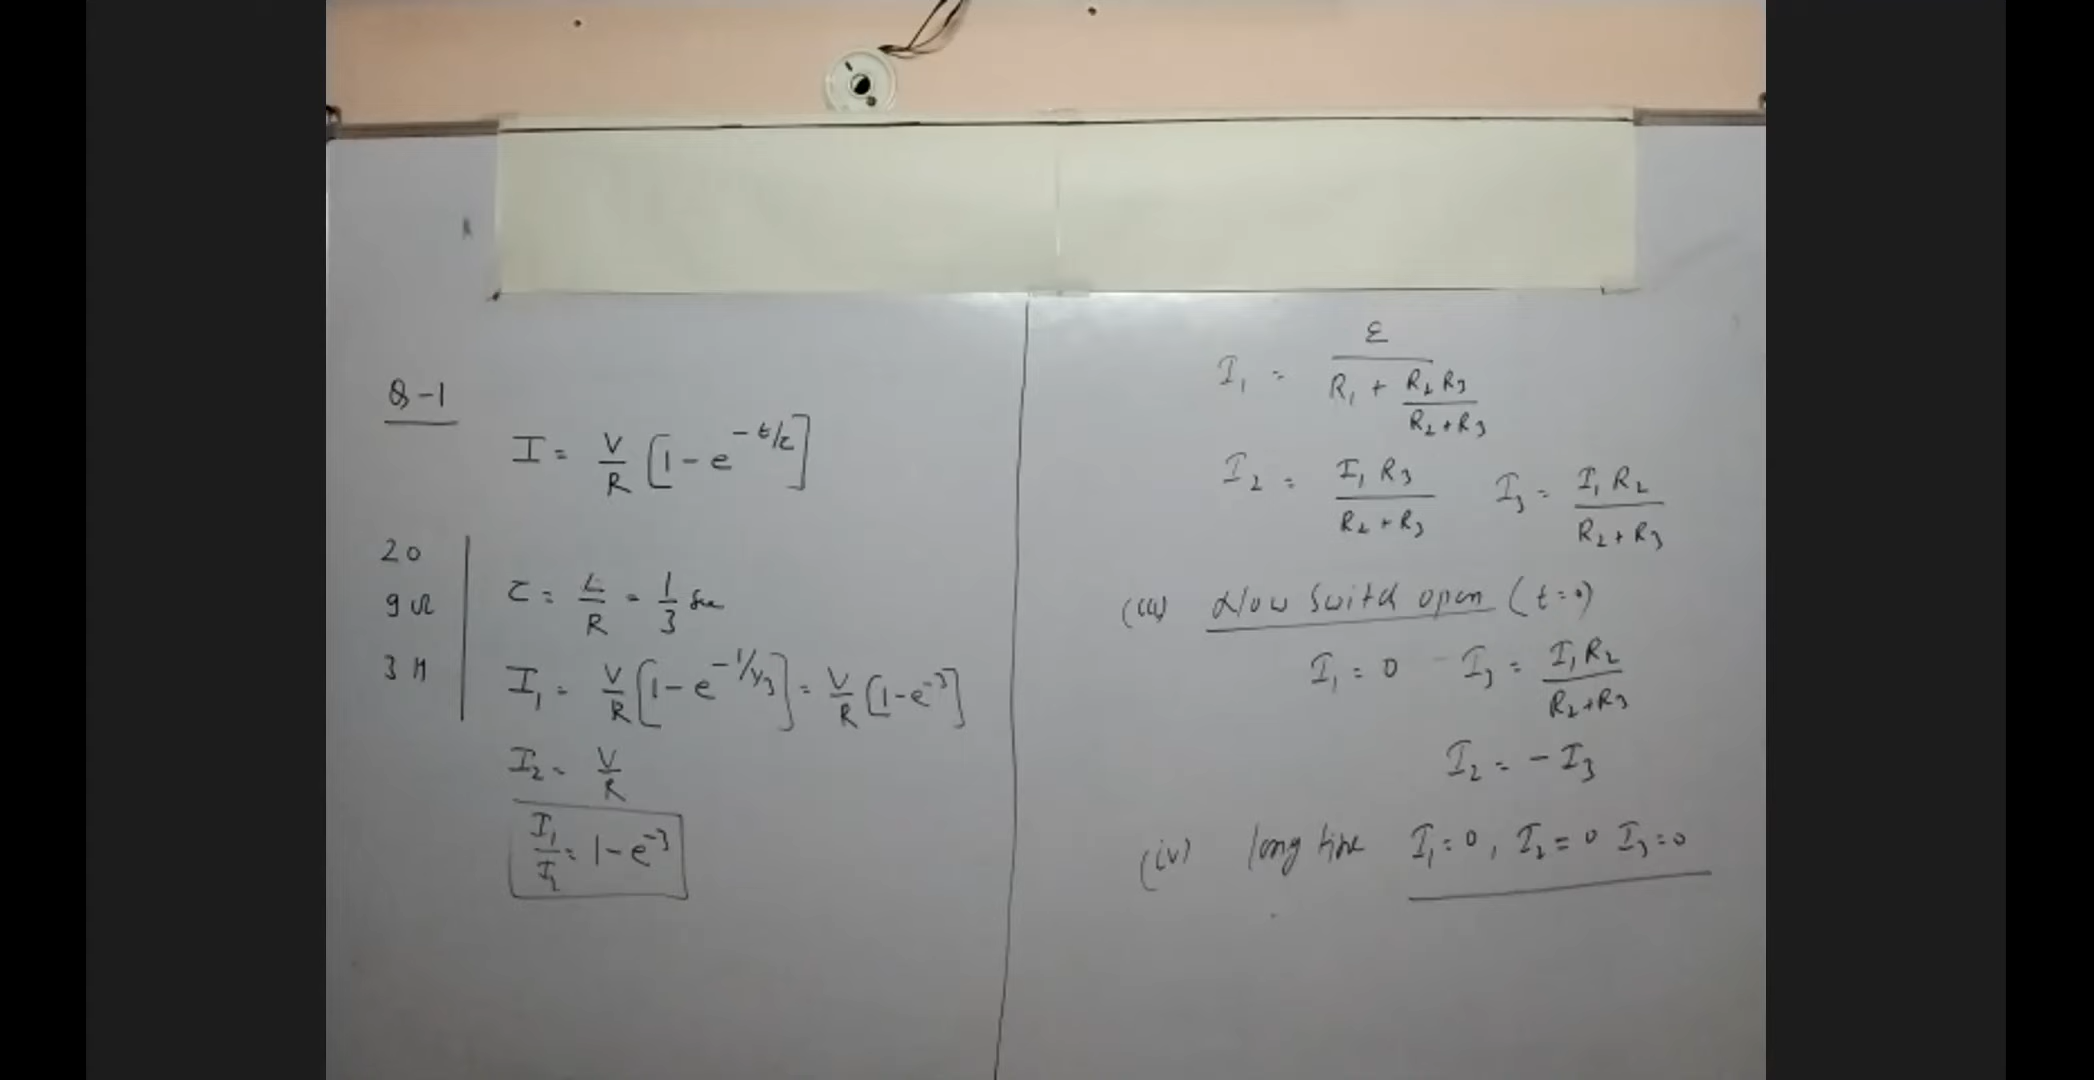 Q-1
I = V/R [1 - e^{-t/τ}]
20
9Ω
3H
τ = L/R = 1/3 sec
I₁ = V/R [1 - e^{-1/1/3}] = V/R [1 - e^{-3}]
I₂ = V/R
I₁/I₂ = 1 - e^{-3}
I₁ = ε / (R₁ + R₂R₃/(R₂+R₃))
I₂ = I₁R₃/(R₂+R₃) I₃ = I₁R₂/(R₂+R₃)
(iii) Now switch open (t=0)
I₁ = 0 I₃ = I₁R₂/(R₂+R₃)
I₂ = - I₃
(iv) long time I₁=0, I₂=0 I₃=0